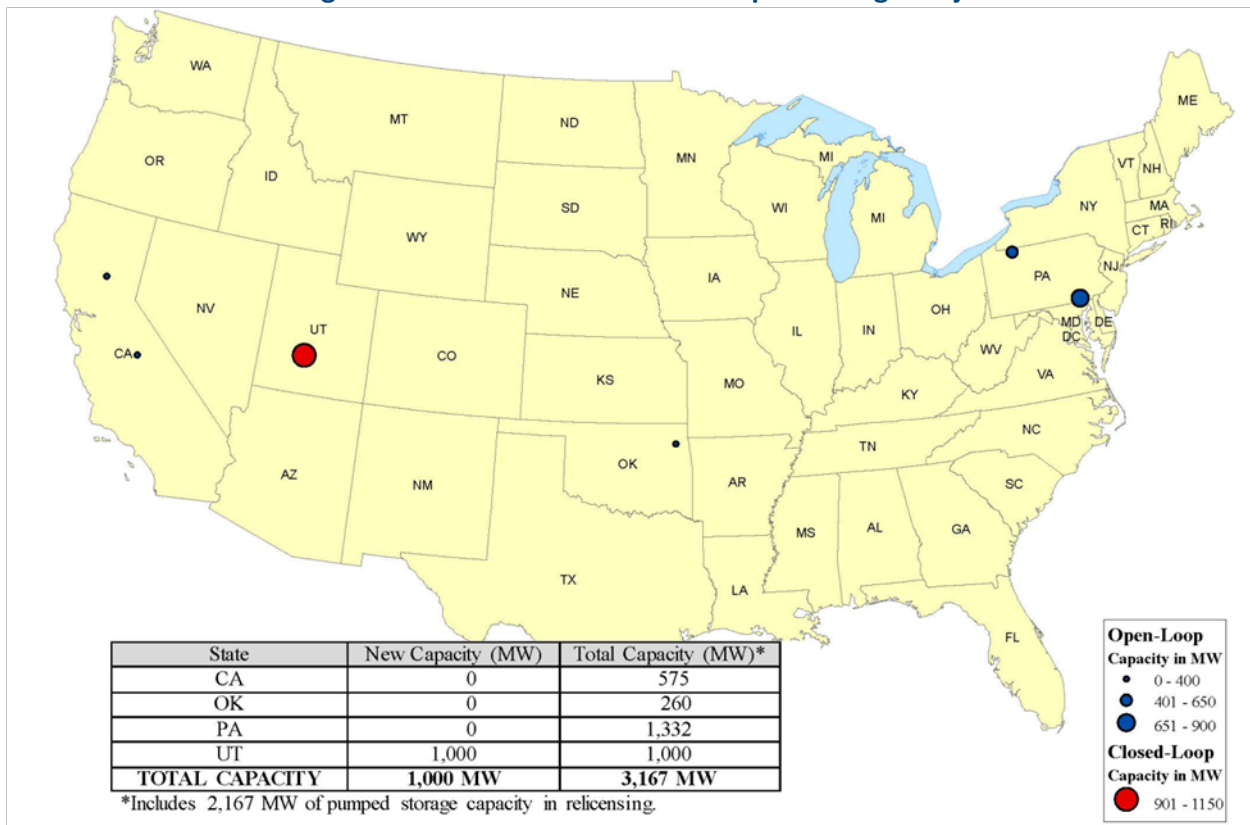 WA
MT
ND
MN
ME
OR
ID
SD
WI
MI
MI
VT
NH
NY
MA
CT
RI
WY
IA
NE
PA
NJ
NV
UT
CO
IL
IN
OH
MD
DE
DC
WV
VA
CA
KS
MO
KY
NC
TN
AZ
NM
OK
AR
SC
MS
AL
GA
TX
LA
FL
State New Capacity (MW) Total Capacity (MW)*
CA 0 575
OK 0 260
PA 0 1,332
UT 1,000 1,000
TOTAL CAPACITY 1,000 MW 3,167 MW
*Includes 2,167 MW of pumped storage capacity in relicensing.
Open-Loop
Capacity in MW
0 - 400
401 - 650
651 - 900
Closed-Loop
Capacity in MW
901 - 1150